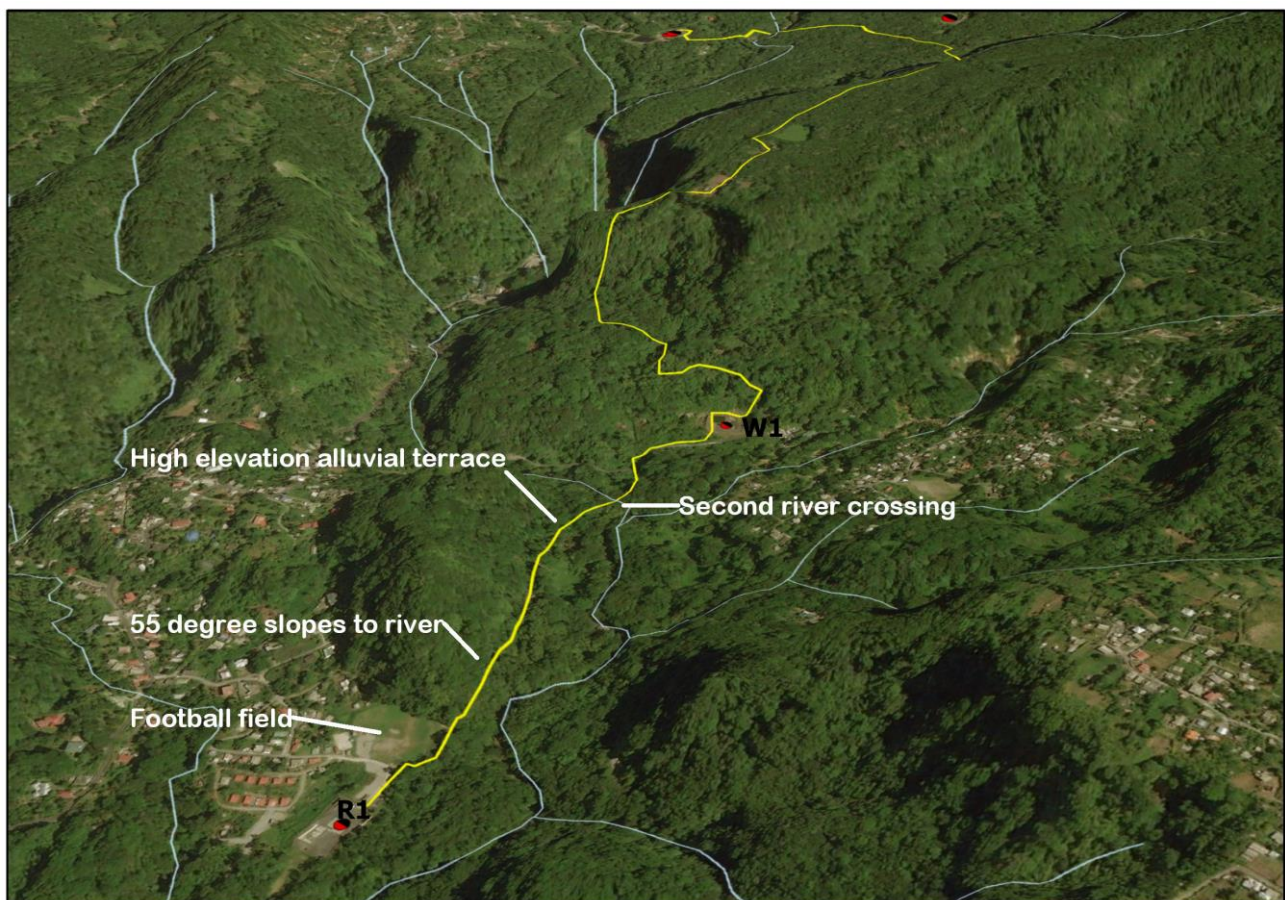 W1
High elevation alluvial terrace
Second river crossing
55 degree slopes to river
Football field
R1